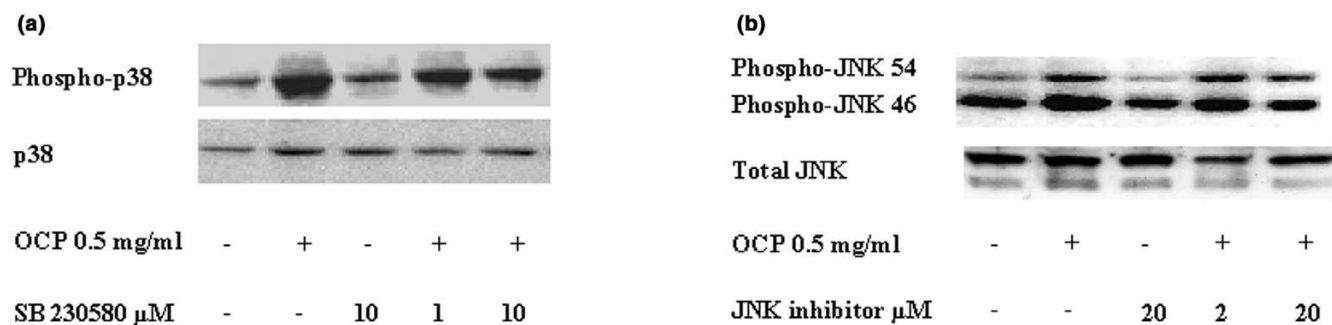 (a)
Phospho-p38
p38
OCP 0.5 mg/ml - + - + +
SB 230580 µM - - 10 1 10
(b)
Phospho-JNK 54
Phospho-JNK 46
Total JNK
OCP 0.5 mg/ml - + - + +
JNK inhibitor µM - - 20 2 20